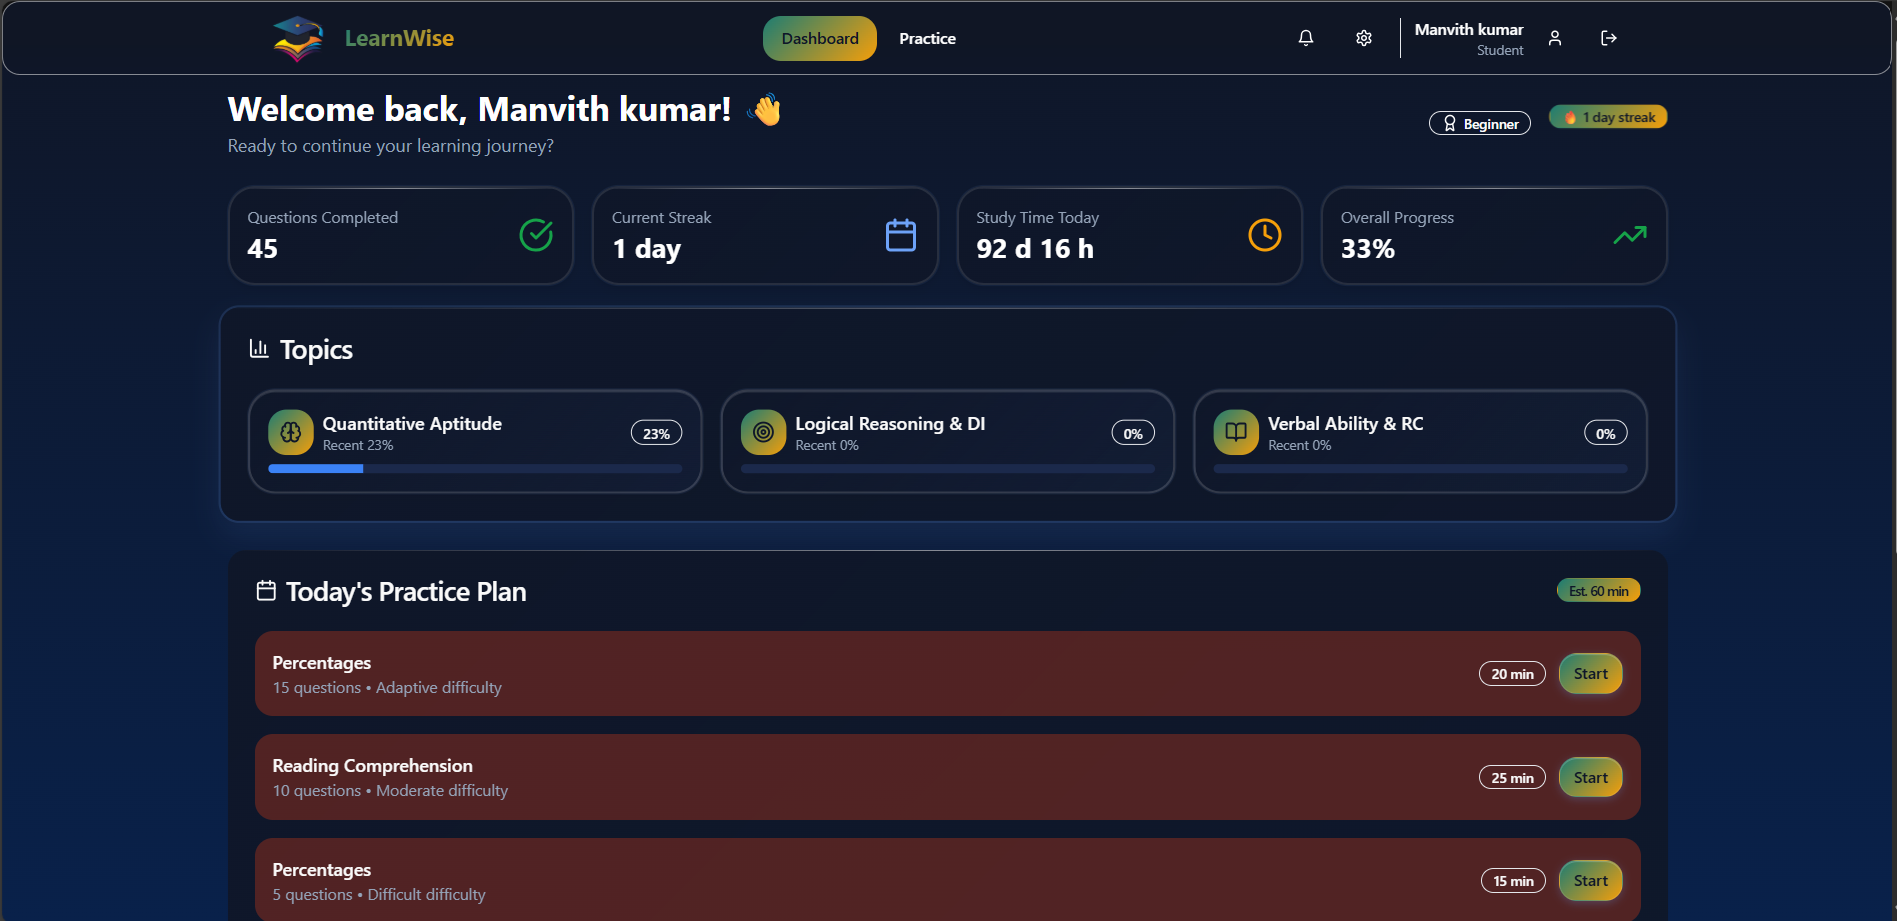 LearnWise
Dashboard
Practice
Manvith kumar
Student
Welcome back, Manvith kumar! 👋
Ready to continue your learning journey?
Beginner
🔥 1 day streak
Questions Completed
45
Current Streak
1 day
Study Time Today
92 d 16 h
Overall Progress
33%
Topics
Quantitative Aptitude
Recent 23%
23%
Logical Reasoning & DI
Recent 0%
0%
Verbal Ability & RC
Recent 0%
0%
Today's Practice Plan
Est. 60 min
Percentages
15 questions • Adaptive difficulty
20 min
Start
Reading Comprehension
10 questions • Moderate difficulty
25 min
Start
Percentages
5 questions • Difficult difficulty
15 min
Start